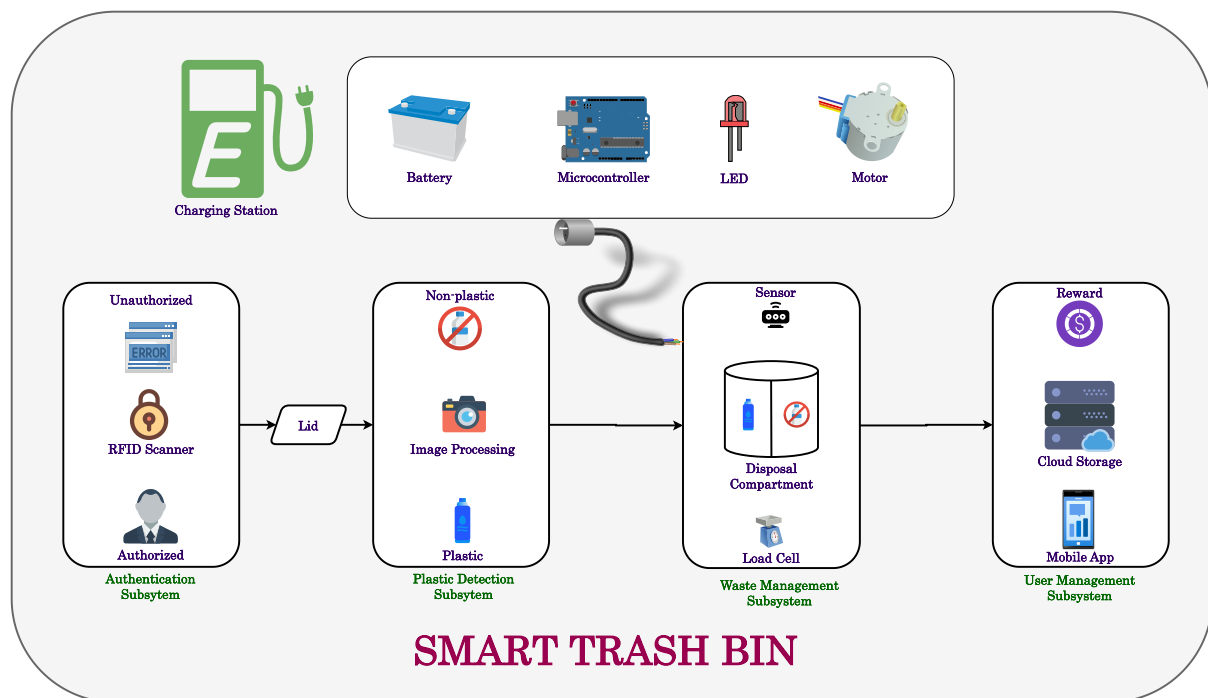 E
Charging Station
Battery
Microcontroller
LED
Motor
Unauthorized
ERROR
RFID Scanner
Authorized
Authentication
Subsytem
Lid
Non-plastic
Image Processing
Plastic
Plastic Detection
Subsytem
Sensor
Disposal
Compartment
Load Cell
Waste Management
Subsystem
Reward
$
Cloud Storage
Mobile App
User Management
Subsystem
SMART TRASH BIN